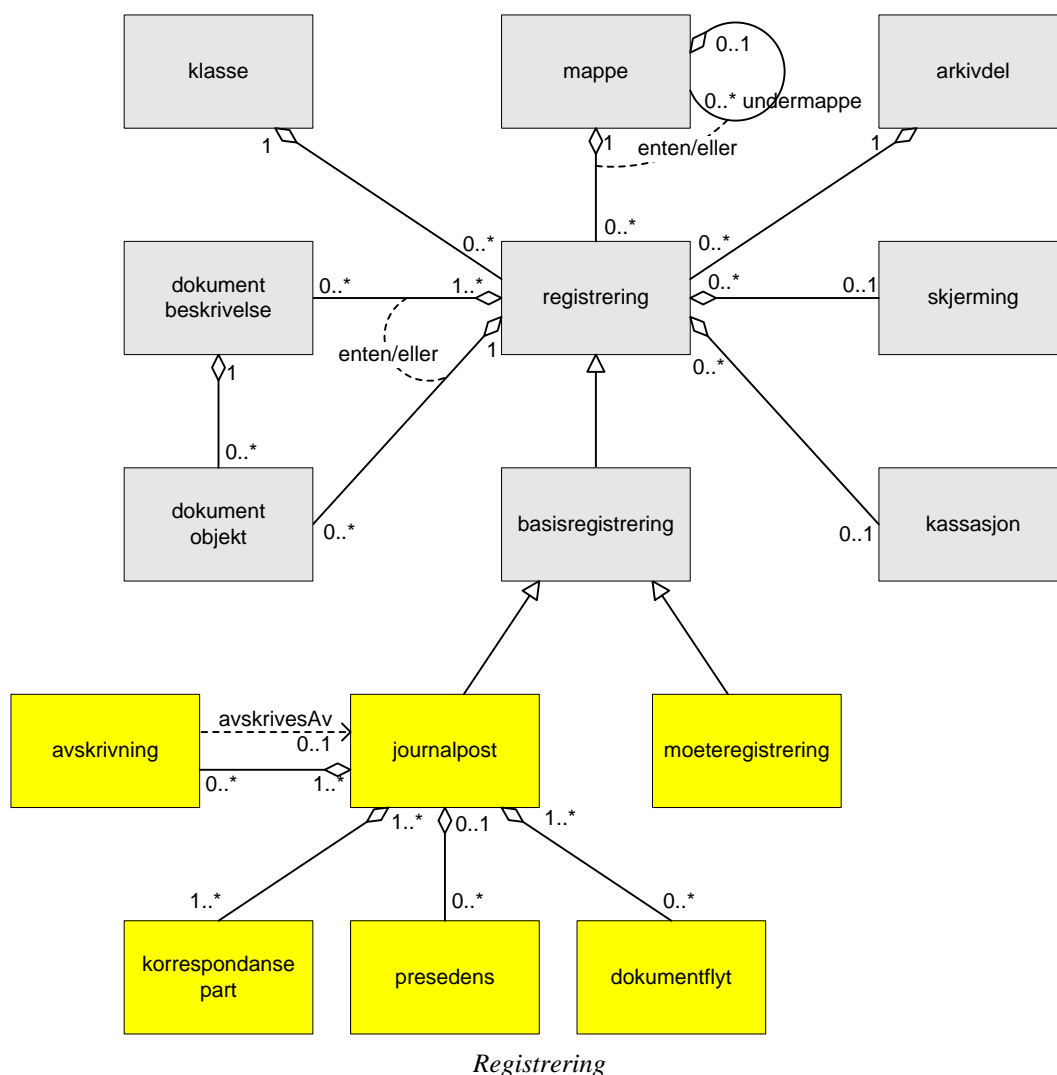 klasse
mappe
arkivdel
0..1
0..* undermappe
enten/eller
1
1
1
0..*
0..*
0..*
dokument
beskrivelse
0..*
1..*
registrering
0..*
0..1
skjerming
enten/eller
1
0..*
1
0..*
dokument
objekt
0..*
basisregistrering
0..1
kassasjon
avskrivning
avskrivesAv
0..1
0..*
1..*
journalpost
moeteregistrering
1..*
0..1
1..*
1..*
0..*
0..*
korrespondanse
part
presedens
dokumentflyt
Registrering